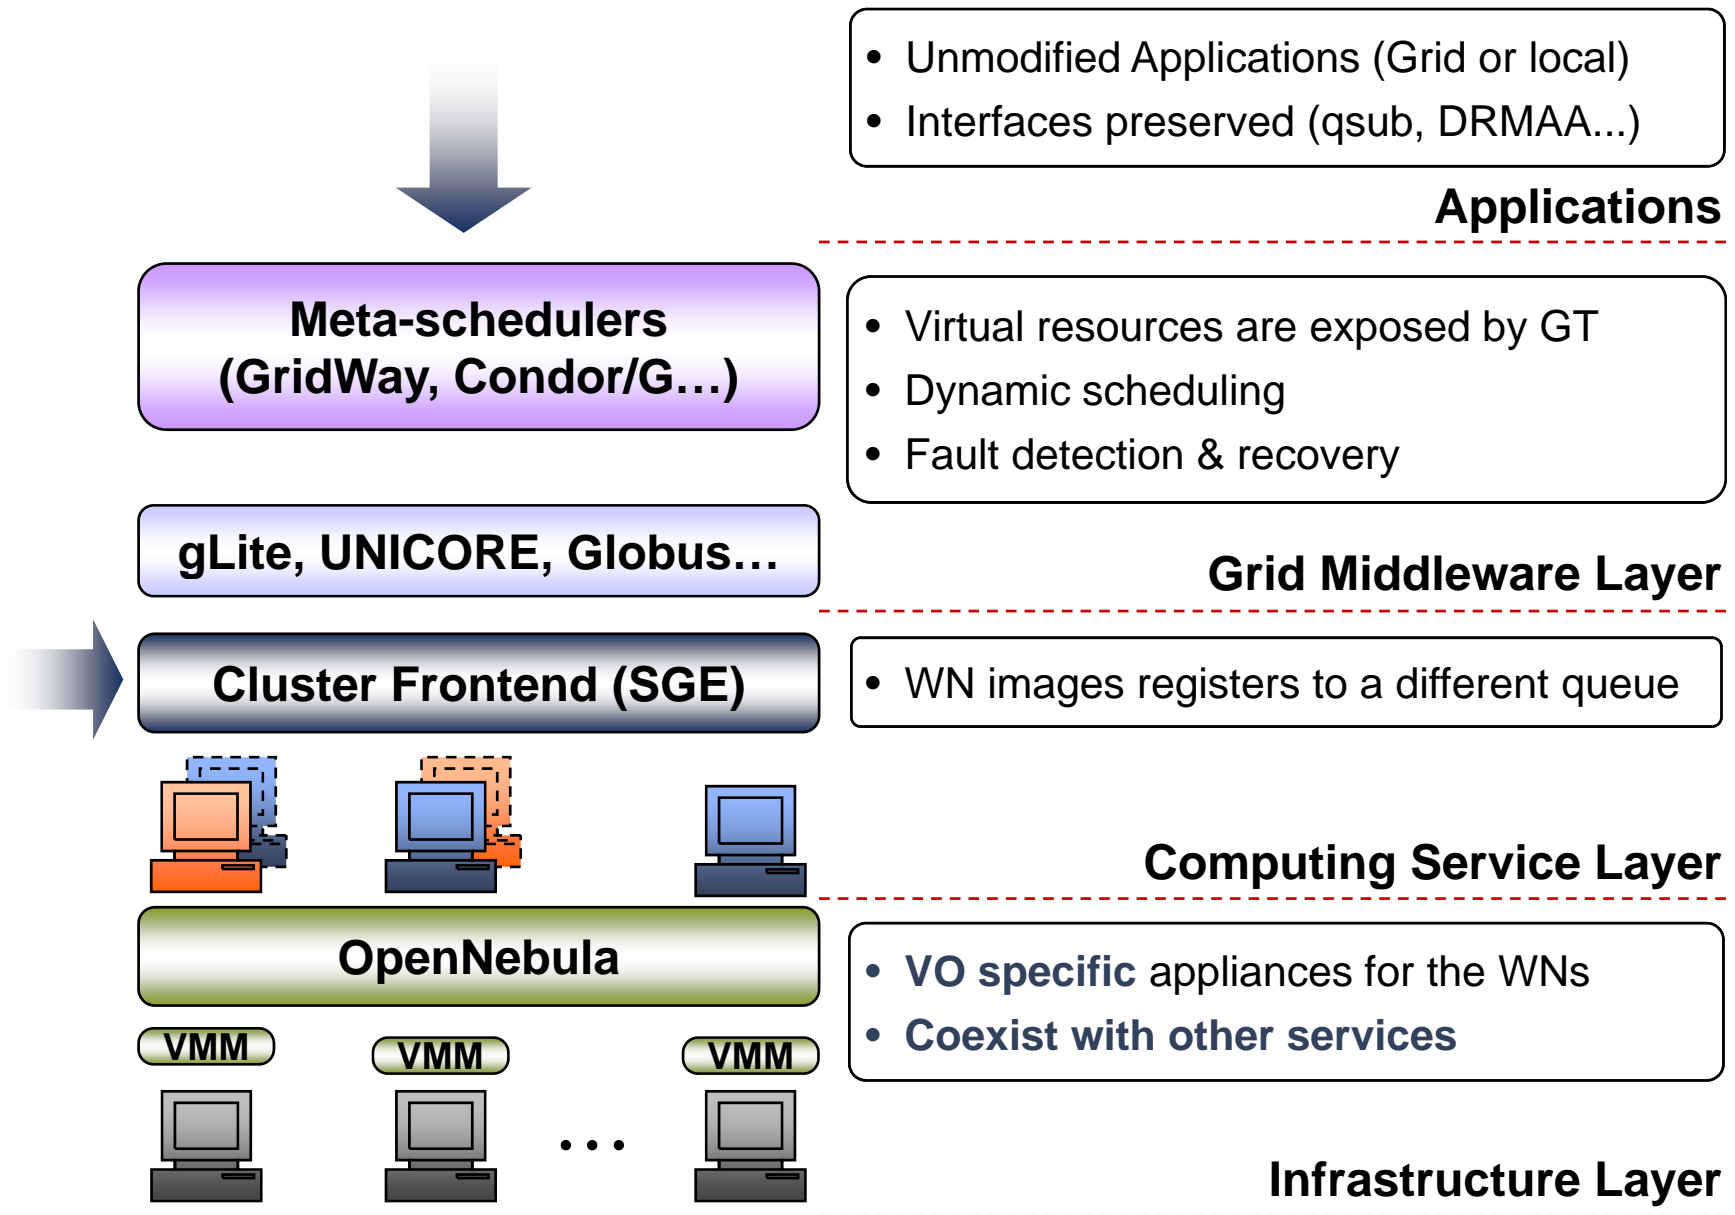 • Unmodified Applications (Grid or local)
• Interfaces preserved (qsub, DRMAA...)
Applications
Meta-schedulers
(GridWay, Condor/G…)
• Virtual resources are exposed by GT
• Dynamic scheduling
• Fault detection & recovery
gLite, UNICORE, Globus…
Grid Middleware Layer
Cluster Frontend (SGE)
• WN images registers to a different queue
Computing Service Layer
OpenNebula
• VO specific appliances for the WNs
• Coexist with other services
VMM
VMM
VMM
…
Infrastructure Layer